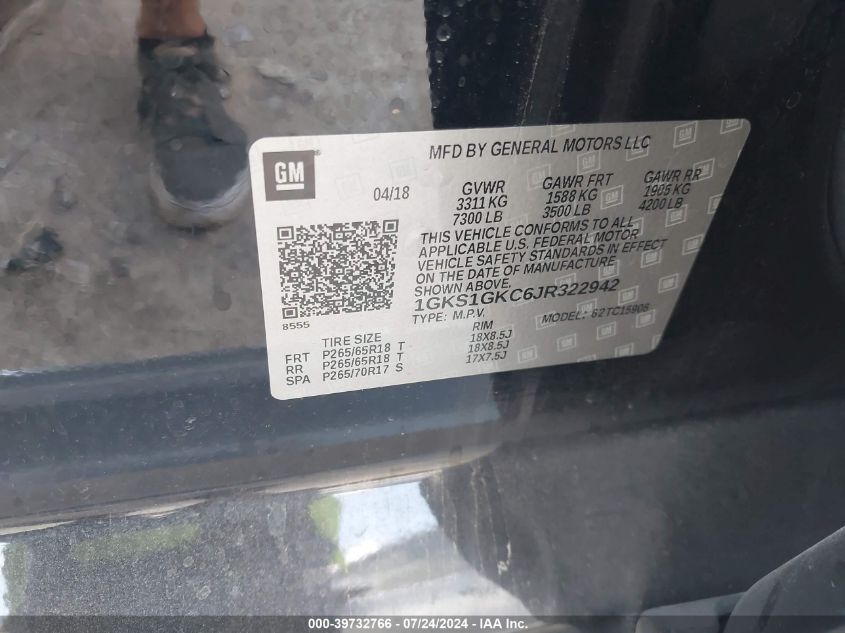 GM ®
MFD BY GENERAL MOTORS LLC
04/18 GVWR GAWR FRT GAWR RR
3311 KG 1588 KG 1905 KG
7300 LB 3500 LB 4200 LB
THIS VEHICLE CONFORMS TO ALL
APPLICABLE U.S. FEDERAL MOTOR
VEHICLE SAFETY STANDARDS IN EFFECT
ON THE DATE OF MANUFACTURE
SHOWN ABOVE.
1GKS1GKC6JR322942
TYPE: M.P.V. MODEL: 62TC15906
8555
TIRE SIZE RIM
FRT P265/65R18 T 18X8.5J
RR P265/65R18 T 18X8.5J
SPA P265/70R17 S 17X7.5J
000-39732766 - 07/24/2024 - IAA Inc.